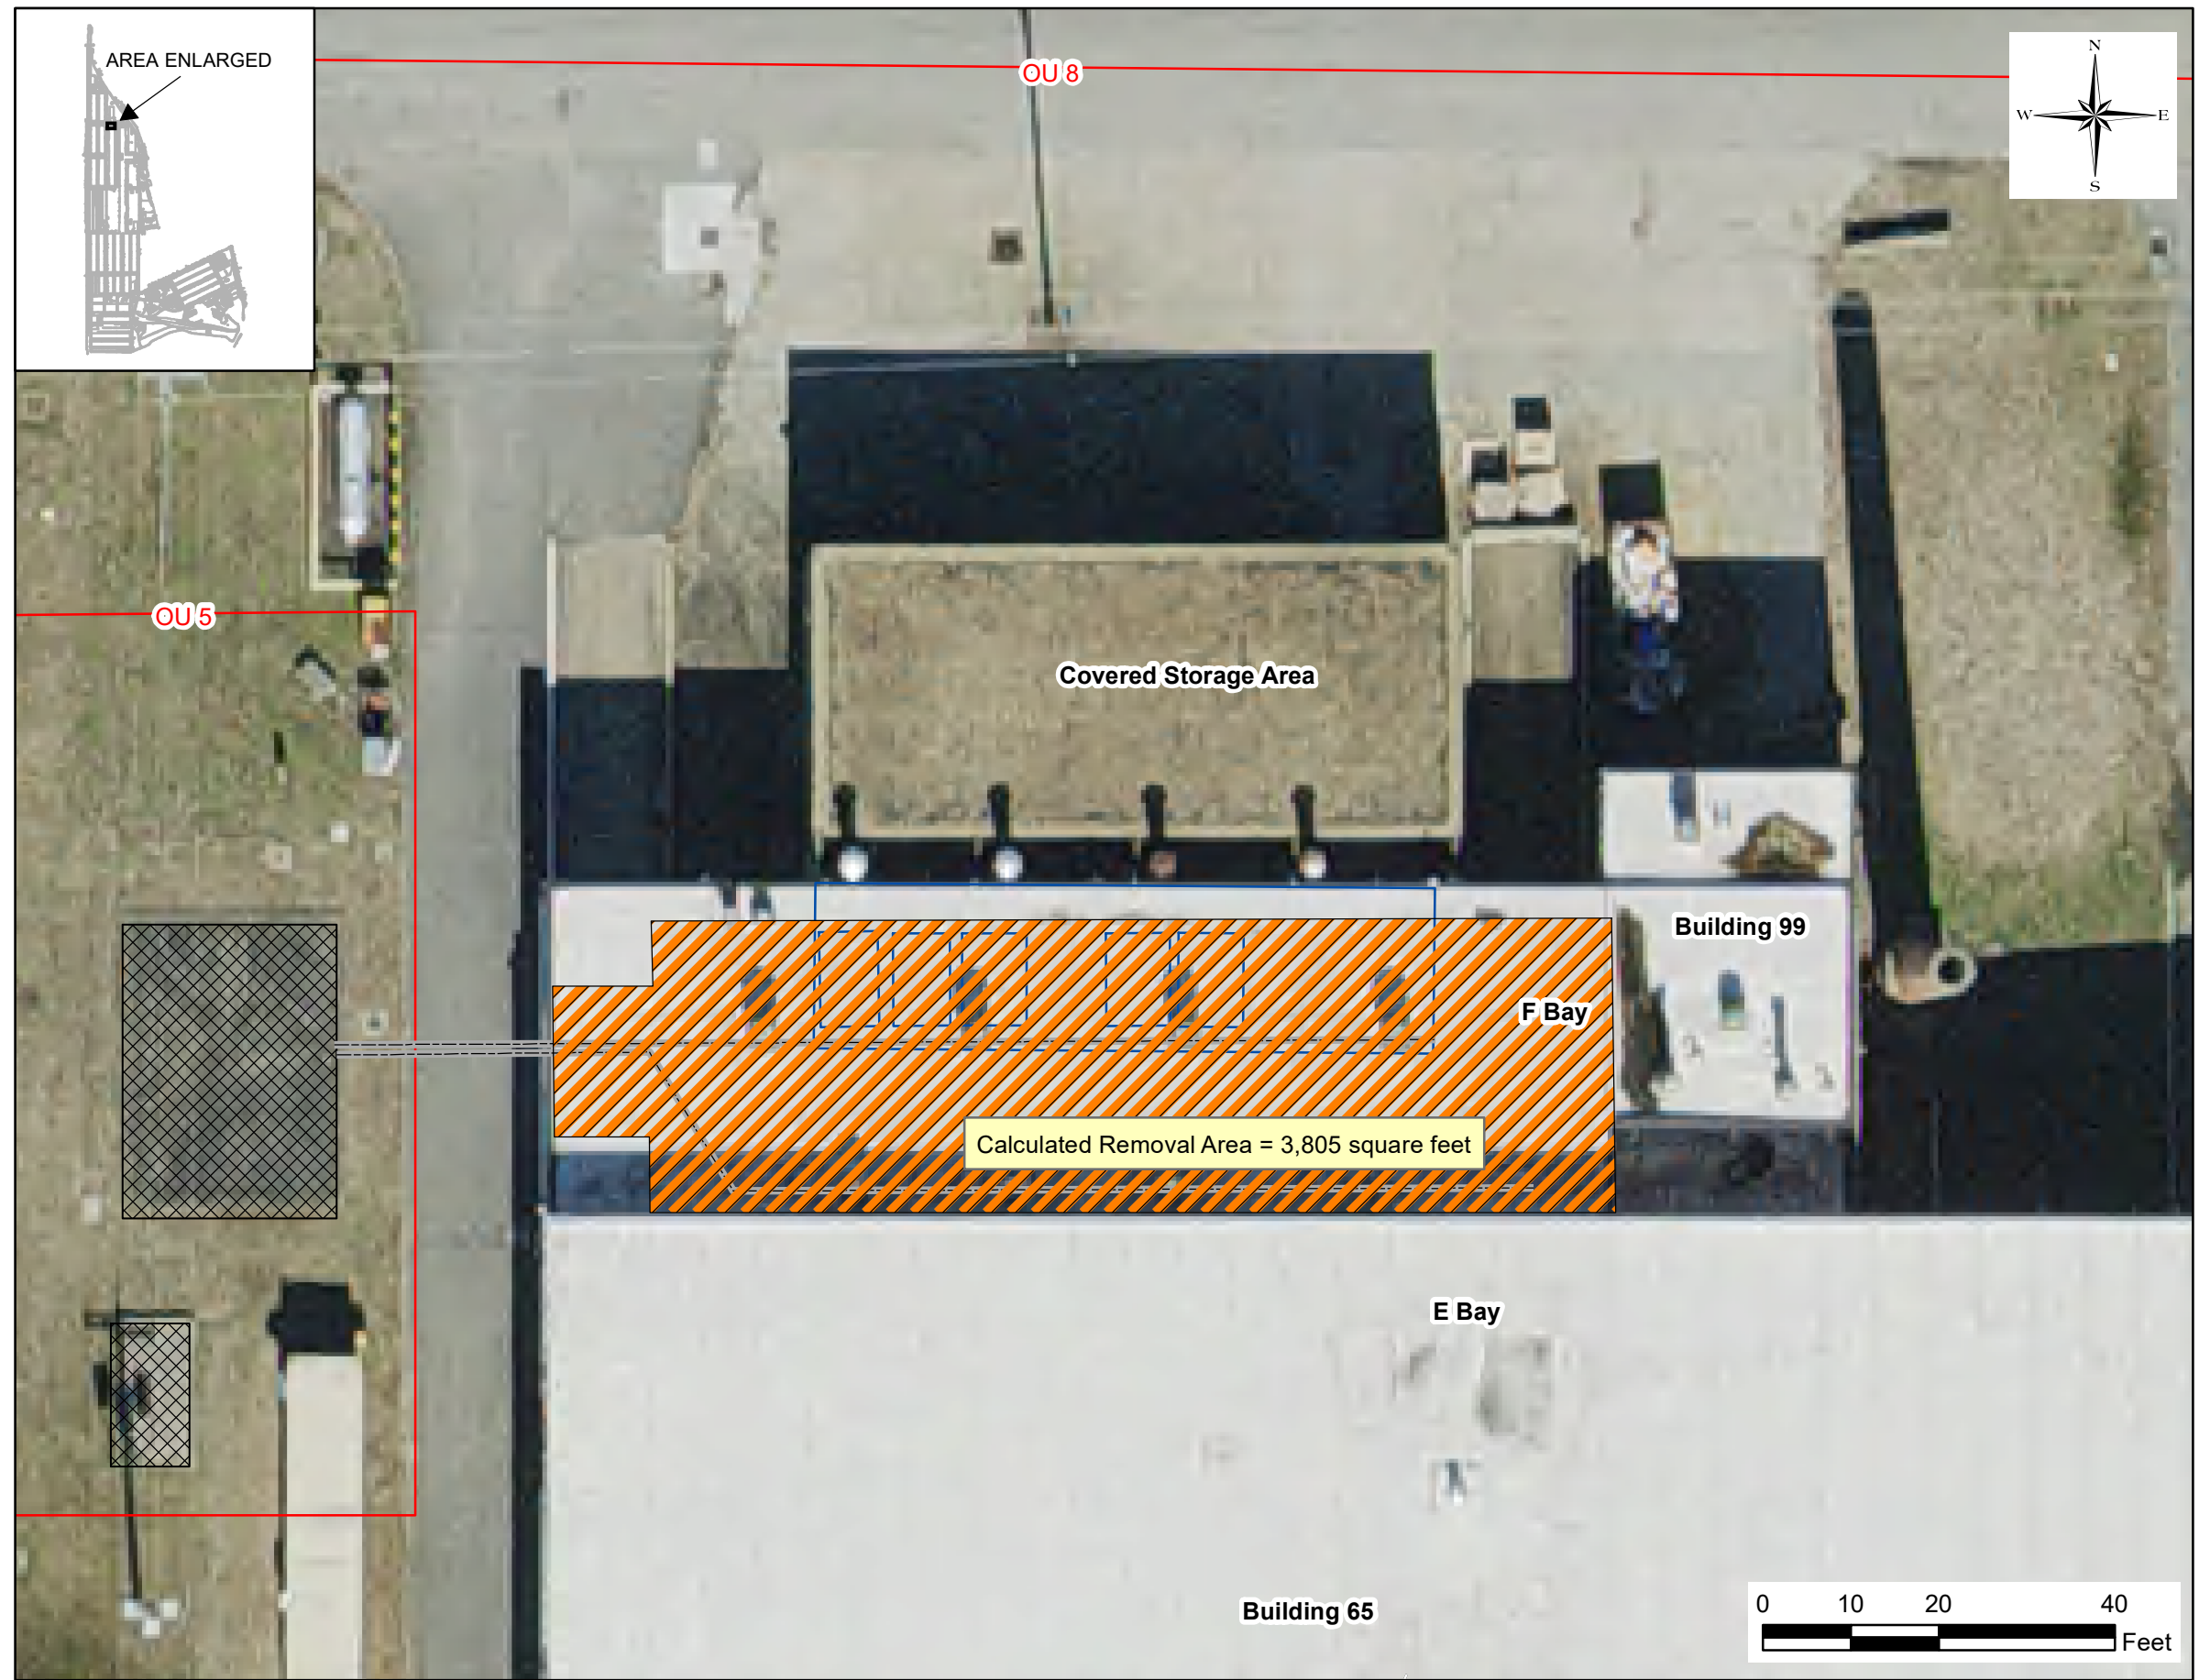 AREA ENLARGED
OU 8
N
W E
S
OU 5
Covered Storage Area
Building 99
F Bay
Calculated Removal Area = 3,805 square feet
E Bay
Building 65
0 10 20 40
Feet